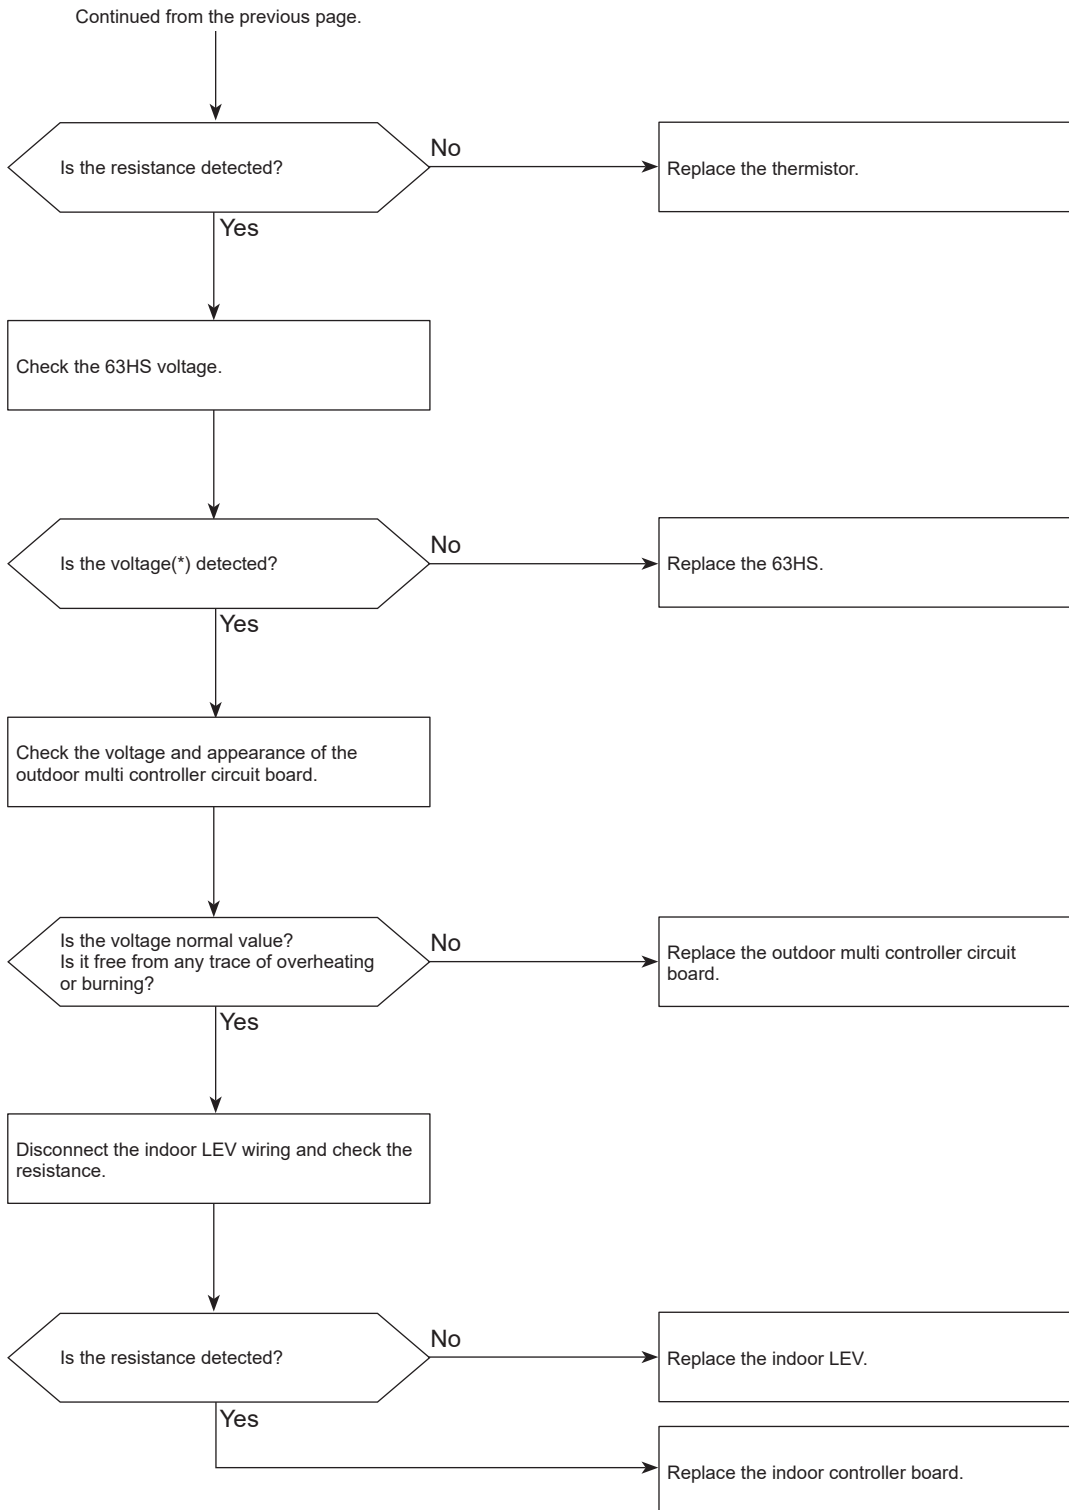 Continued from the previous page.
Is the resistance detected?
No
Replace the thermistor.
Yes
Check the 63HS voltage.
Is the voltage(*) detected?
No
Replace the 63HS.
Yes
Check the voltage and appearance of the
outdoor multi controller circuit board.
Is the voltage normal value?
Is it free from any trace of overheating
or burning?
No
Replace the outdoor multi controller circuit
board.
Yes
Disconnect the indoor LEV wiring and check the
resistance.
Is the resistance detected?
No
Replace the indoor LEV.
Yes
Replace the indoor controller board.